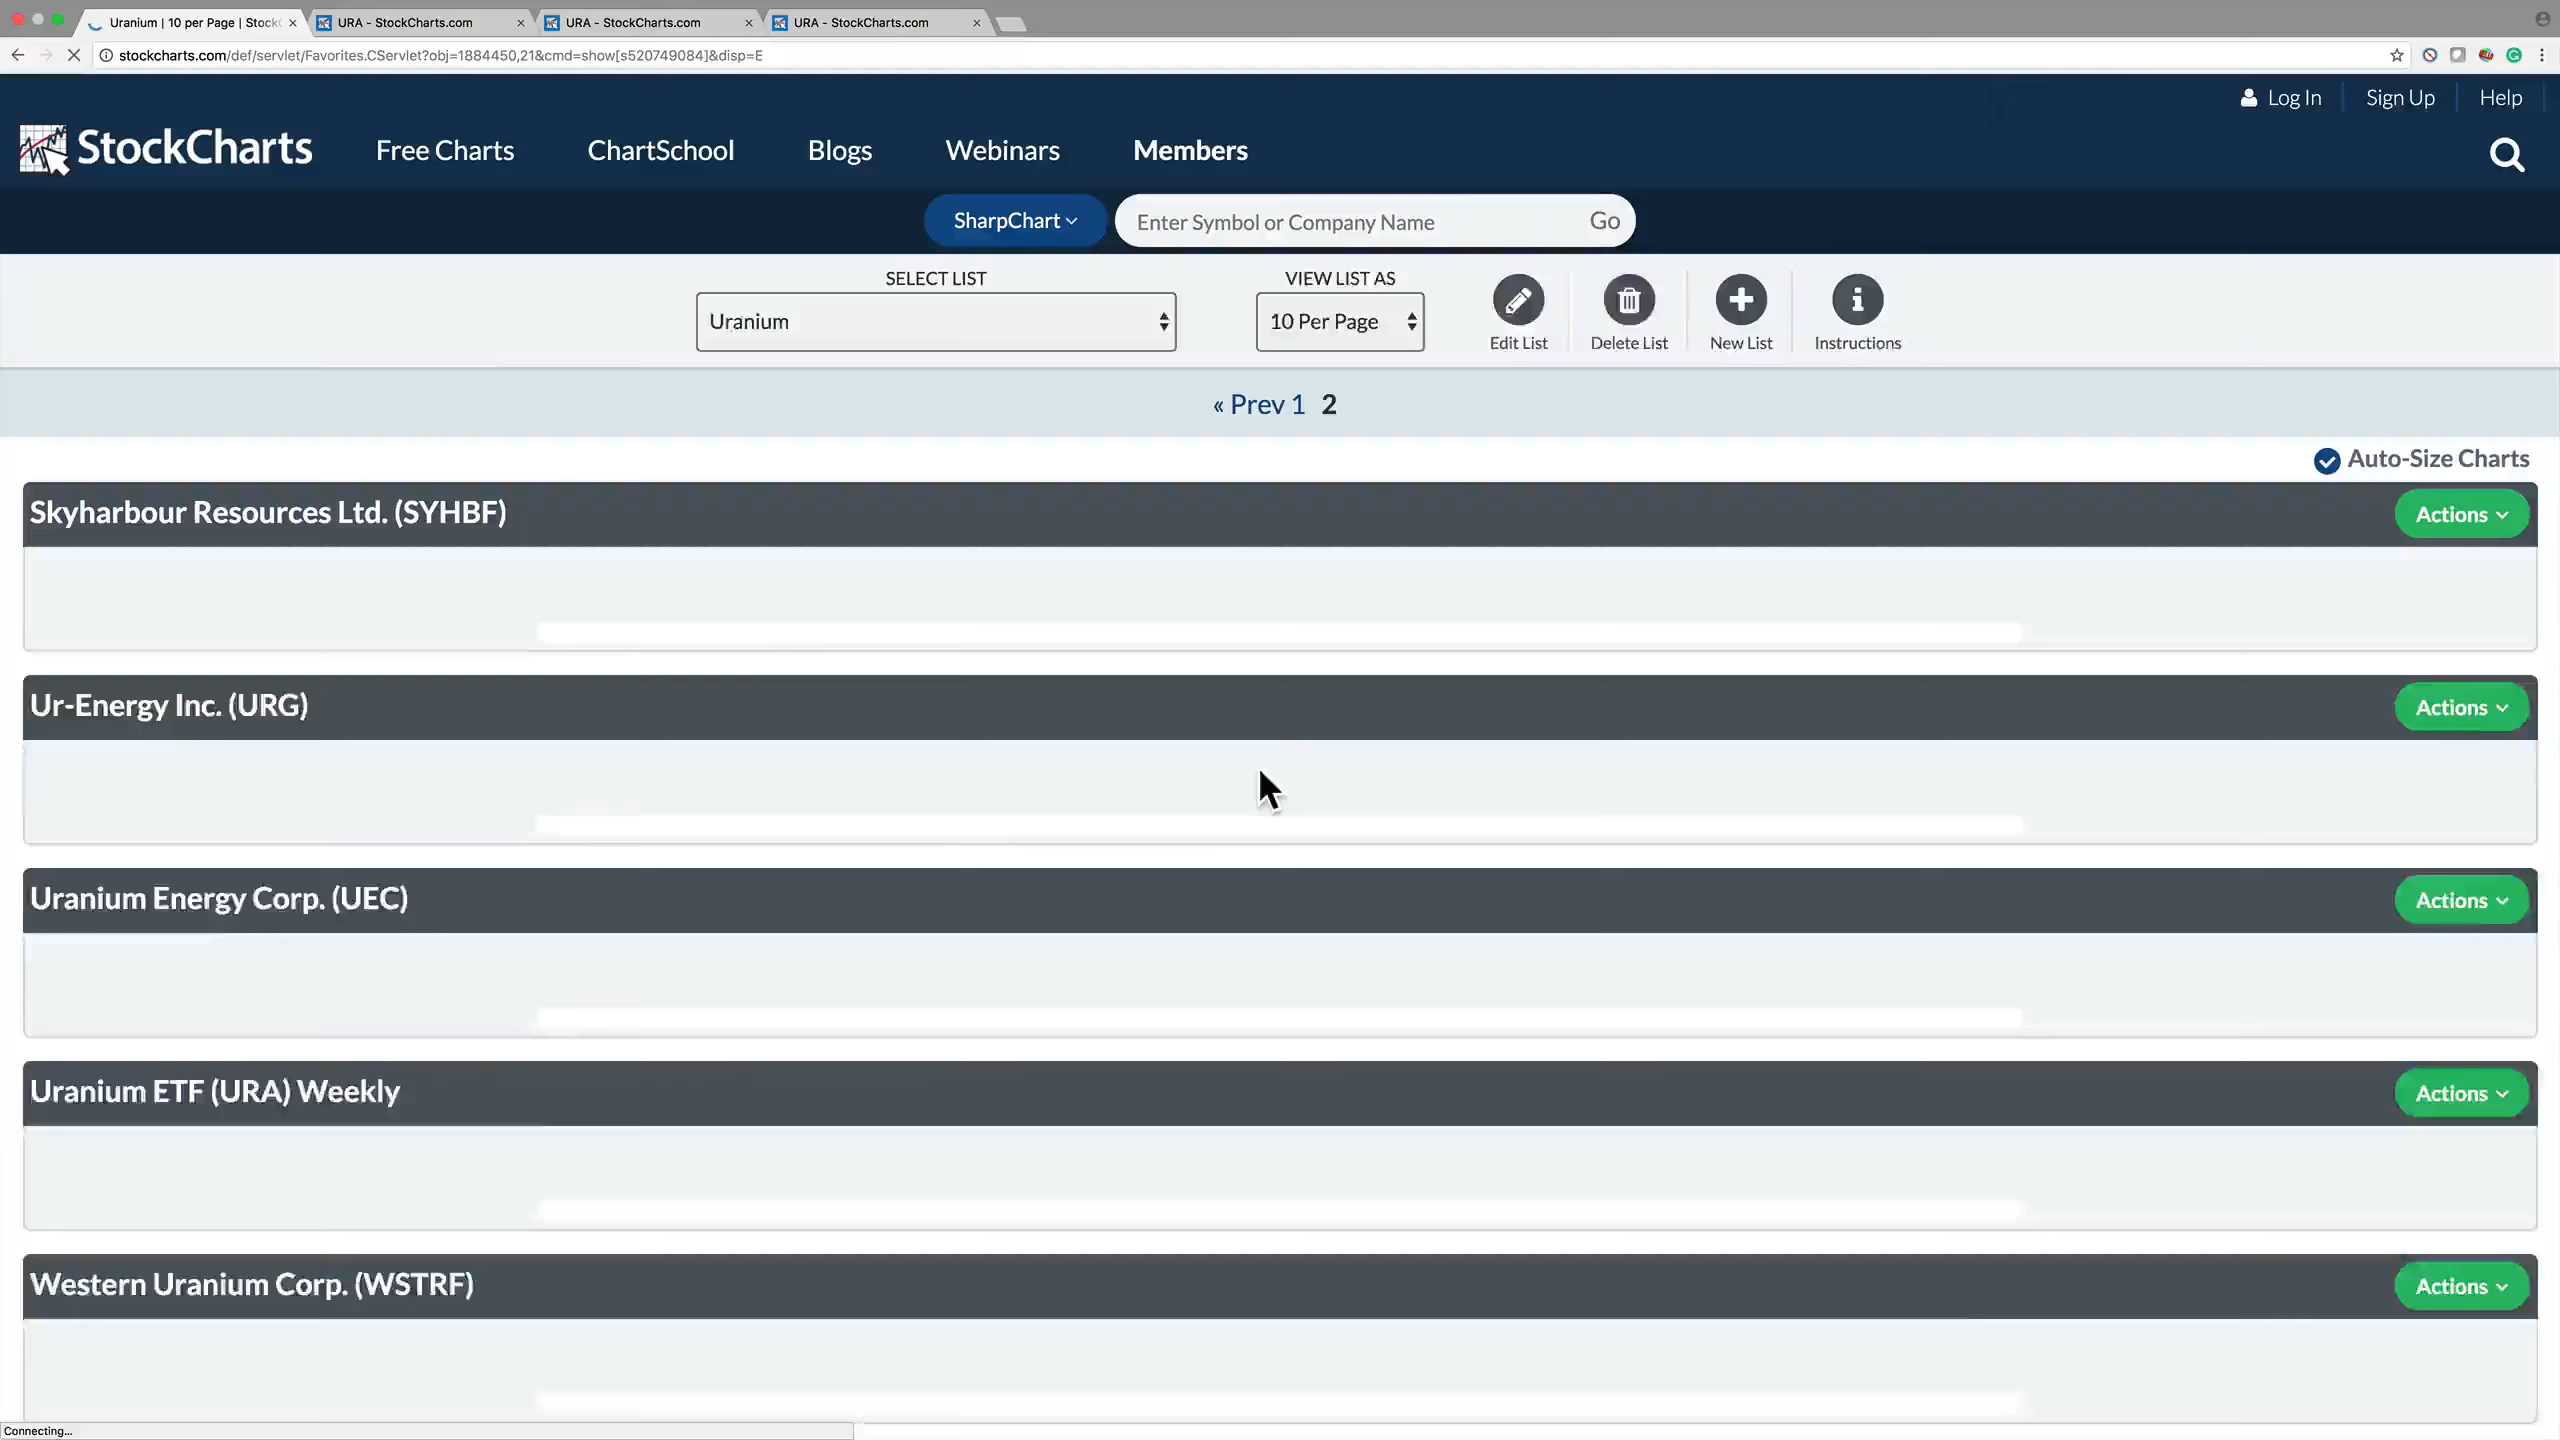 Uranium | 10 per Page | Stock
URA - StockCharts.com
URA - StockCharts.com
URA - StockCharts.com
stockcharts.com/def/servlet/Favorites.CServlet?obj=1884450,21&cmd=show[s520749084]&disp=E
Log In
Sign Up
Help
StockCharts
Free Charts
ChartSchool
Blogs
Webinars
Members
SharpChart
Enter Symbol or Company Name
Go
SELECT LIST
VIEW LIST AS
Uranium
10 Per Page
Edit List
Delete List
New List
Instructions
« Prev 1 2
Auto-Size Charts
Skyharbour Resources Ltd. (SYHBF)
Actions
Ur-Energy Inc. (URG)
Actions
Uranium Energy Corp. (UEC)
Actions
Uranium ETF (URA) Weekly
Actions
Western Uranium Corp. (WSTRF)
Actions
Connecting...